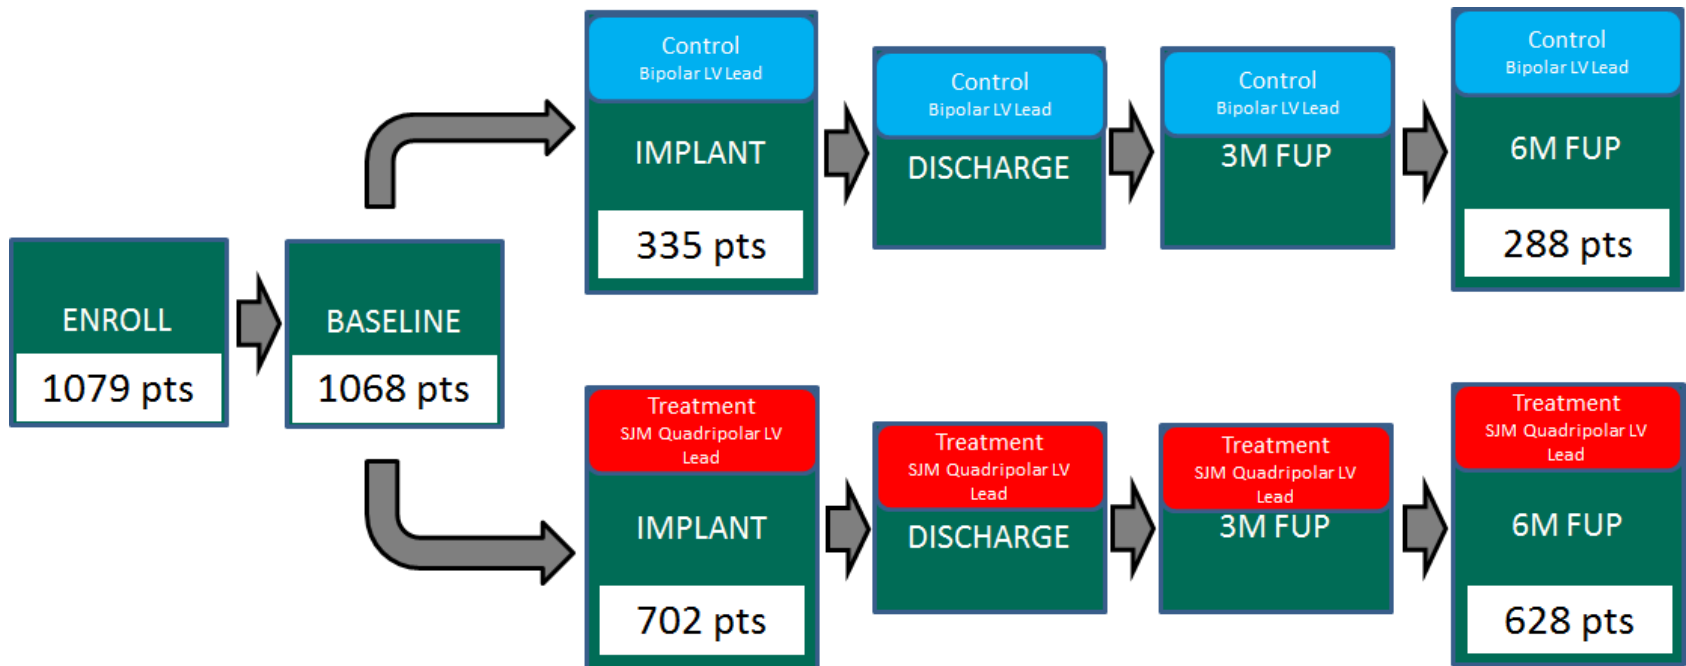 ENROLL
1079 pts
BASELINE
1068 pts
Control
Bipolar LV Lead
IMPLANT
335 pts
Control
Bipolar LV Lead
DISCHARGE
Control
Bipolar LV Lead
3M FUP
Control
Bipolar LV Lead
6M FUP
288 pts
Treatment
SJM Quadripolar LV
Lead
IMPLANT
702 pts
Treatment
SJM Quadripolar LV
Lead
DISCHARGE
Treatment
SJM Quadripolar LV
Lead
3M FUP
Treatment
SJM Quadripolar LV
Lead
6M FUP
628 pts